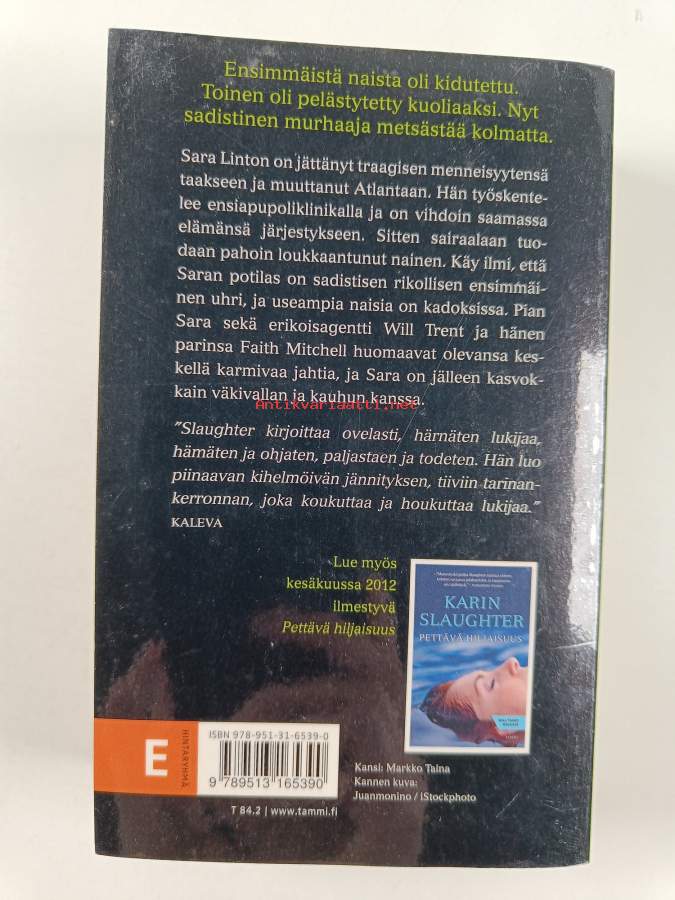 Ensimmäistä naista oli kidutettu.
Toinen oli pelästytetty kuoliaaksi. Nyt
sadistinen murhaaja metsästää kolmatta.
Sara Linton on jättänyt traagisen menneisyytensä
taakseen ja muuttanut Atlantaan. Hän työskente-
lee ensiapupoliklinikalla ja on vihdoin saamassa
elämänsä järjestykseen. Sitten sairaalaan tuo-
daan pahoin loukkaantunut nainen. Käy ilmi, että
Saran potilas on sadistisen rikollisen ensimmäi-
nen uhri, ja useampia naisia on kadoksissa. Pian
Sara sekä erikoisagentti Will Trent ja hänen
parinsa Faith Mitchell huomaavat olevansa kes-
kellä karmivaa jahtia, ja Sara on jälleen kasvok-
kain väkivallan ja kauhun kanssa.
Antikvariaatti.net
”Slaughter kirjoittaa ovelasti, härnäten lukijaa,
hämäten ja ohjaten, paljastaen ja todeten. Hän luo
piinaavan kihelmöivän jännityksen, tiiviin tarinan-
kerronnan, joka koukuttaa ja houkuttaa lukijaa.”
KALEVA
Lue myös
kesäkuussa 2012
ilmestyvä
Pettävä hiljaisuus
KARIN
SLAUGHTER
PETTÄVÄ HILJAISUUS
E
HINTARYHMÄ
ISBN 978-951-31-6539-0
9 789513 165390
T 84.2 | www.tammi.fi
Kansi: Markko Taina
Kannen kuva:
Juanmonino / iStockphoto